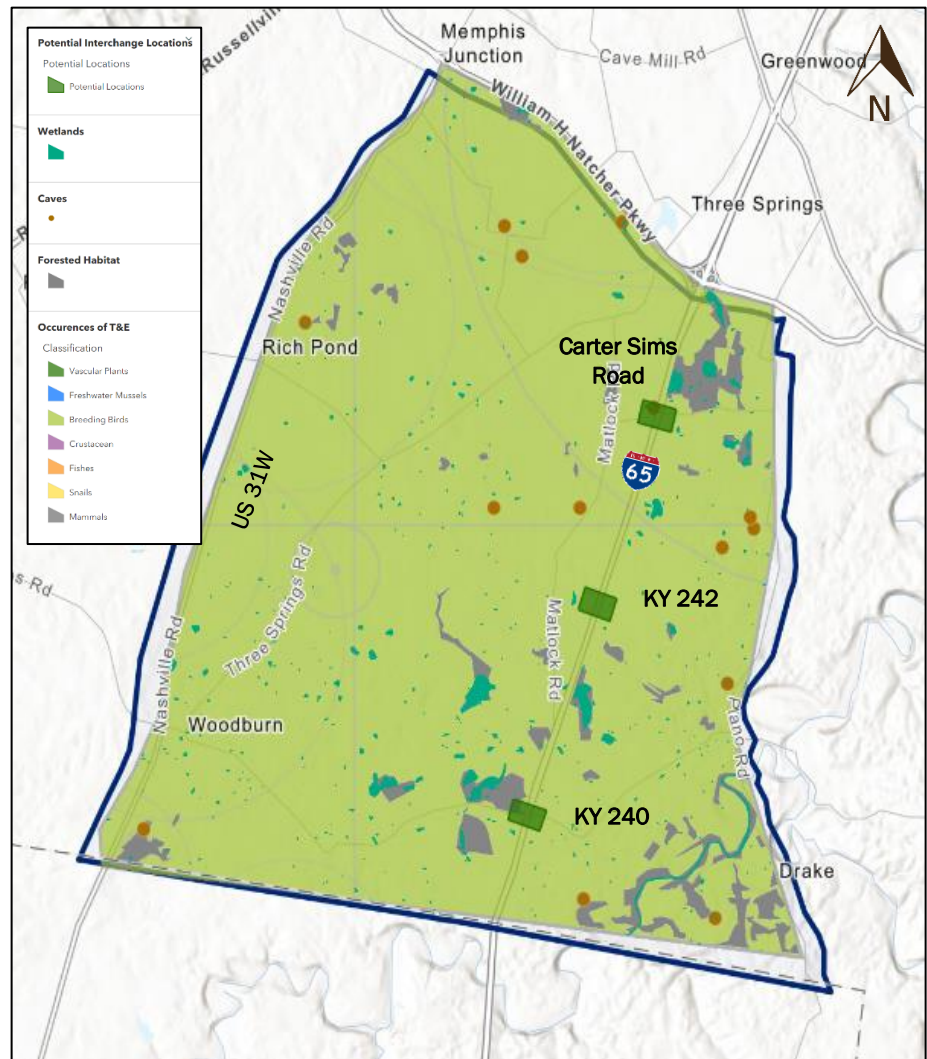 Potential Interchange Locations
Potential Locations
Potential Locations
Wetlands
Caves
Forested Habitat
Occurences of T&E
Classification
Vascular Plants
Freshwater Mussels
Breeding Birds
Crustacean
Fishes
Snails
Mammals
Russellvil
Memphis
Junction
Cave Mill Rd
Greenwood
N
William H Natcher Pkwy
Three Springs
Nashville Rd
Rich Pond
Carter Sims
Road
Matlock Rd
65
US 31W
Three Springs Rd
s Rd
KY 242
Matlock Rd
Nashville Rd
Woodburn
Plano Rd
KY 240
Drake